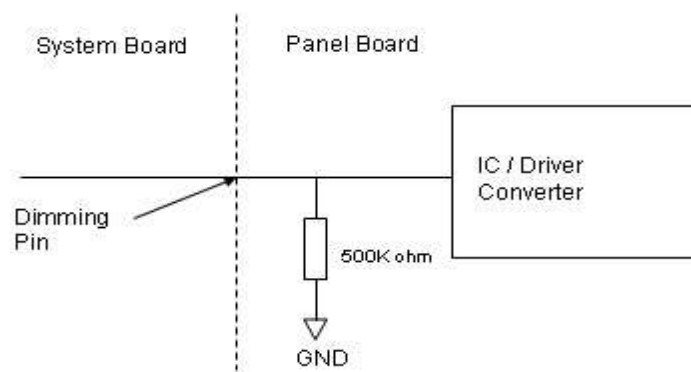 System Board
Panel Board
IC / Driver
Converter
Dimming
Pin
500K ohm
GND